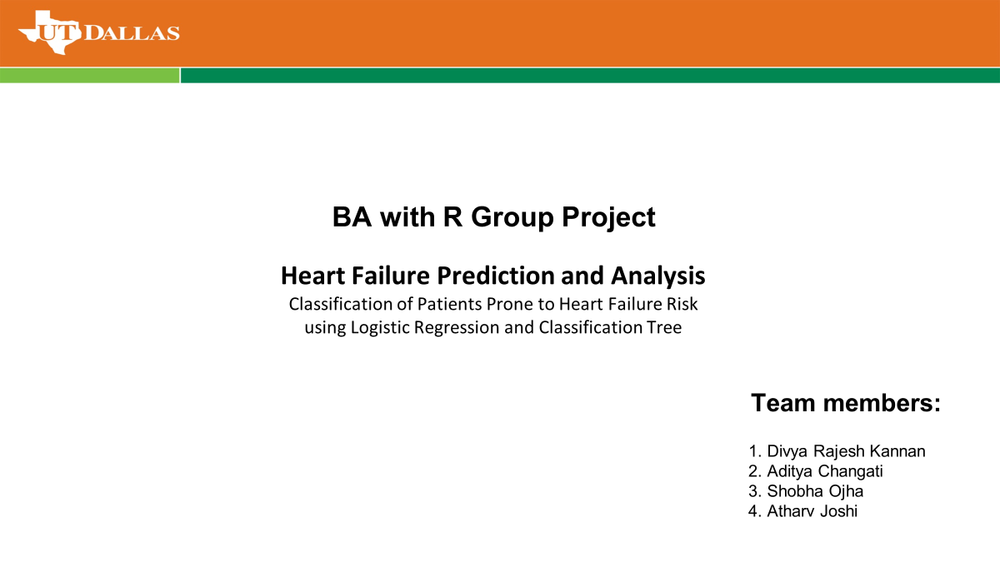 UT DALLAS
BA with R Group Project
Heart Failure Prediction and Analysis
Classification of Patients Prone to Heart Failure Risk
using Logistic Regression and Classification Tree
Team members:
1. Divya Rajesh Kannan
2. Aditya Changati
3. Shobha Ojha
4. Atharv Joshi